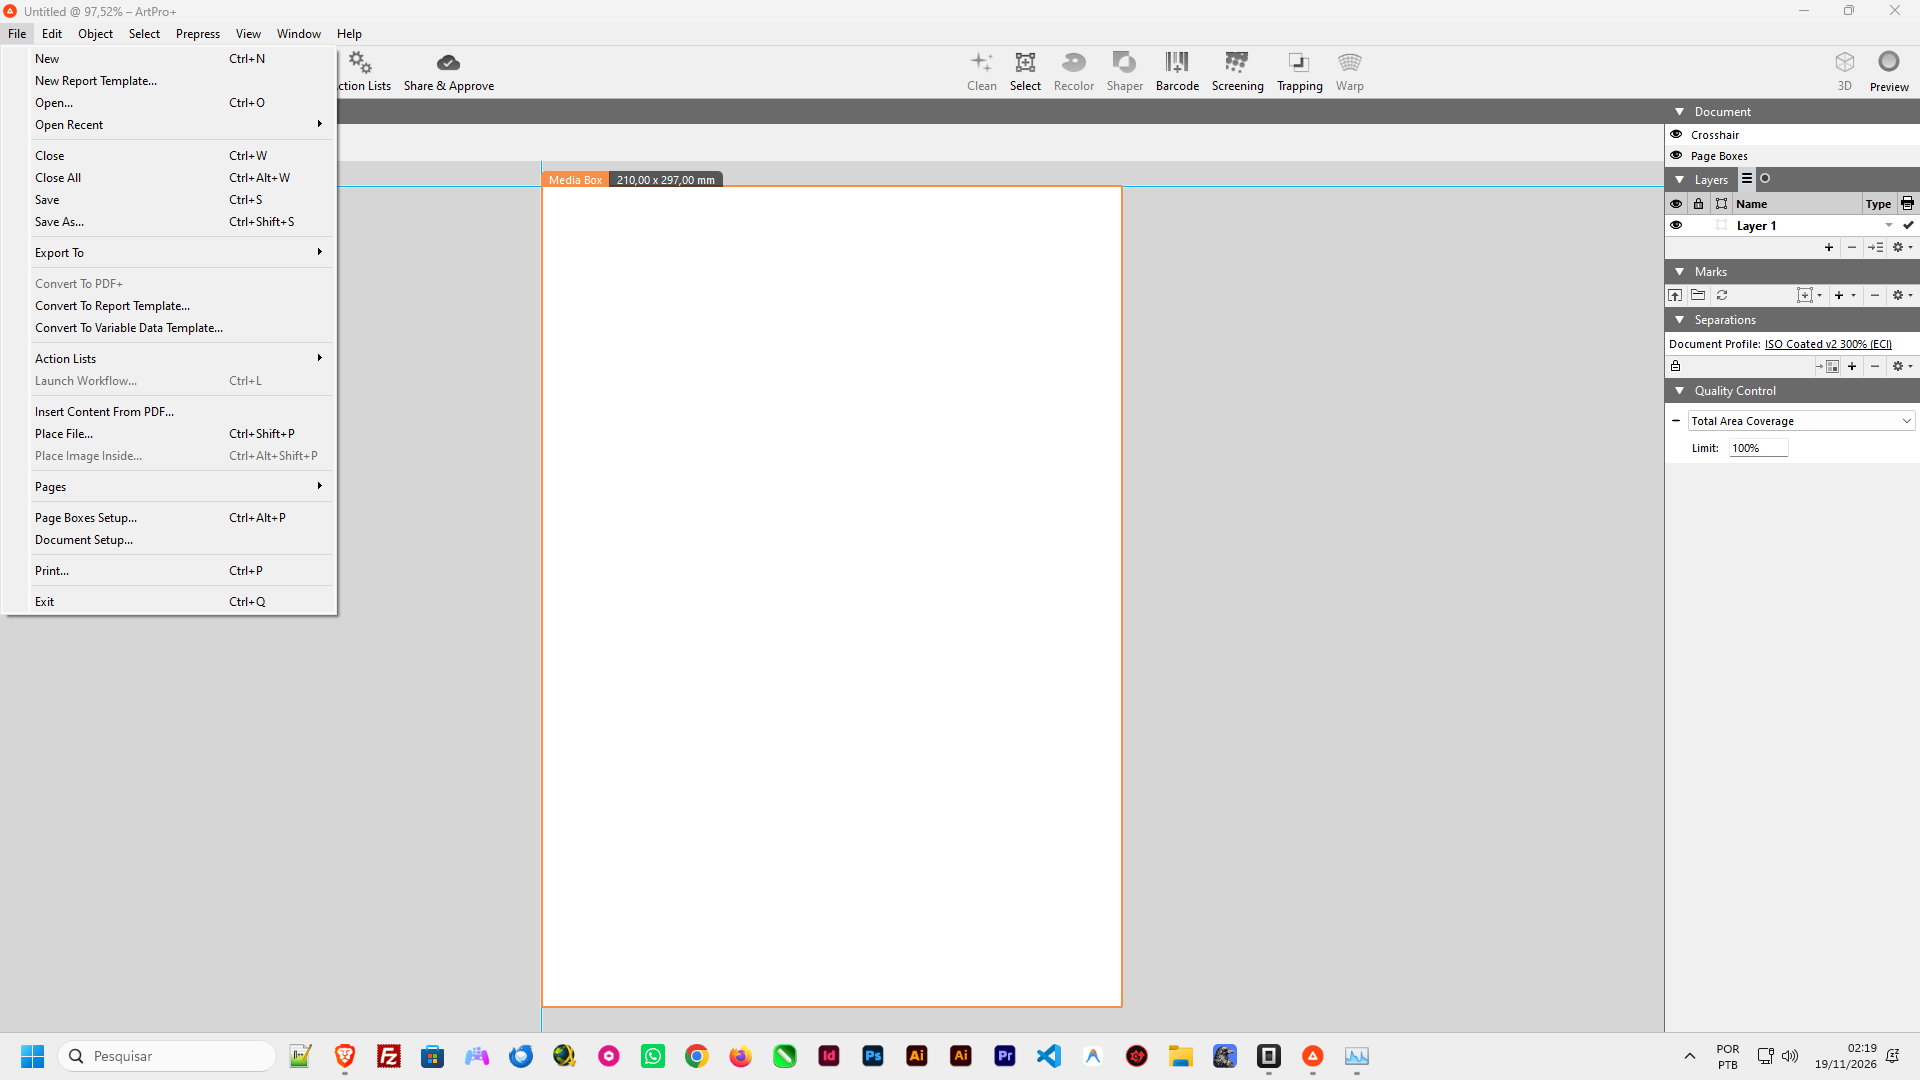 Untitled @ 97,52% – ArtPro+
File Edit Object Select Prepress View Window Help
New Ctrl+N
New Report Template...
Open... Ctrl+O
Open Recent
Close Ctrl+W
Close All Ctrl+Alt+W
Save Ctrl+S
Save As... Ctrl+Shift+S
Export To
Convert To PDF+
Convert To Report Template...
Convert To Variable Data Template...
Action Lists
Launch Workflow... Ctrl+L
Insert Content From PDF...
Place File... Ctrl+Shift+P
Place Image Inside... Ctrl+Alt+Shift+P
Pages
Page Boxes Setup... Ctrl+Alt+P
Document Setup...
Print... Ctrl+P
Exit Ctrl+Q
ction Lists Share & Approve Clean Select Recolor Shaper Barcode Screening Trapping Warp 3D Preview
Media Box 210,00 x 297,00 mm
Document
Crosshair
Page Boxes
Layers
Name Type
Layer 1
Marks
Separations
Document Profile: ISO Coated v2 300% (ECI)
Quality Control
Total Area Coverage
Limit: 100%
Pesquisar
Fz
Id
Ps
Ai
Ai
Pr
POR
PTB
02:19
19/11/2026